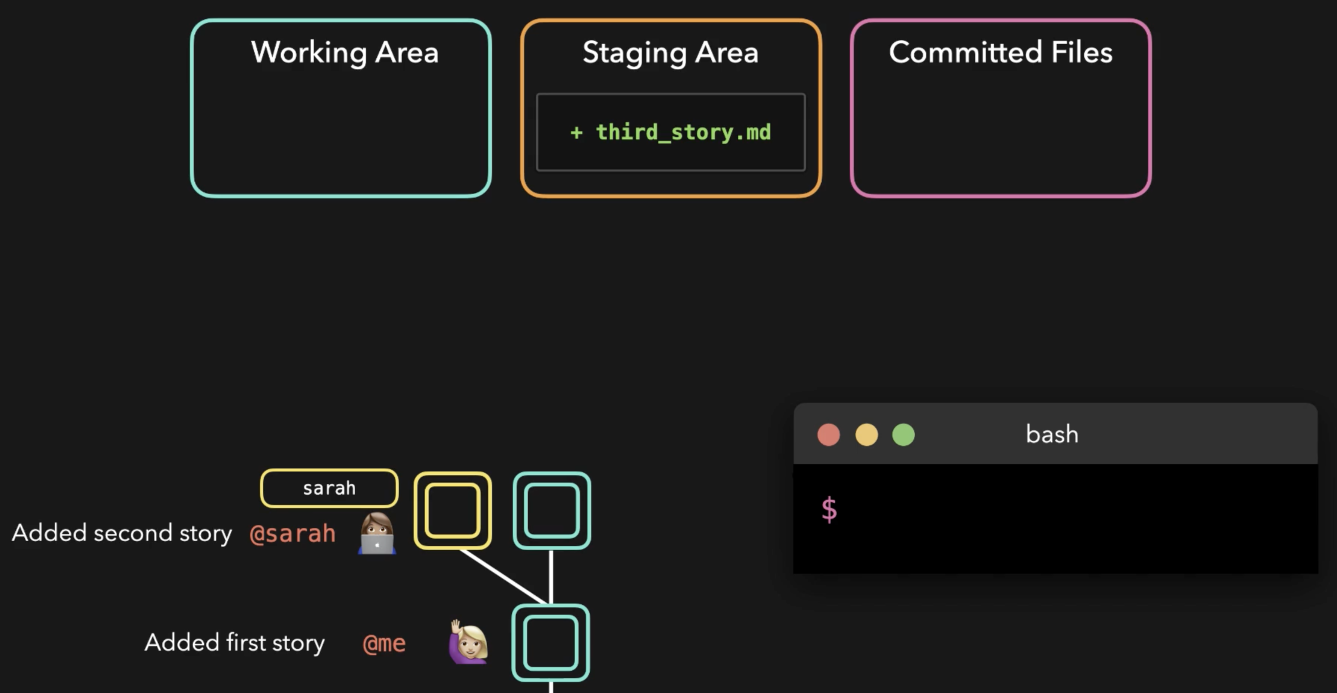 Working Area
Staging Area
Committed Files
+ third_story.md
bash
$
sarah
Added second story @sarah
Added first story @me